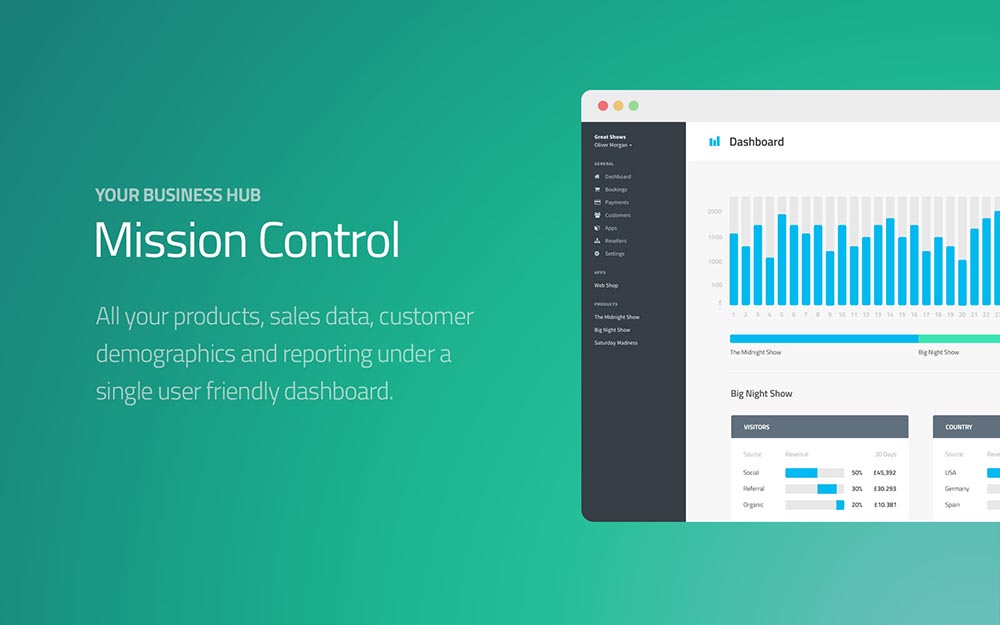 YOUR BUSINESS HUB
Mission Control
All your products, sales data, customer
demographics and reporting under a
single user friendly dashboard.
Great Shows
Oliver Morgan
GENERAL
Dashboard
Bookings
Payments
Customers
Apps
Resellers
Settings
APPS
Web Shop
PRODUCTS
The Midnight Show
Big Night Show
Saturday Madness
Dashboard
2000
1500
1000
500
£
1 2 3 4 5 6 7 8 9 10 11 12 13 14 15 16 17 18 19 20 21 22
The Midnight Show Big Night Show
Big Night Show
VISITORS
Source Revenue 30 Days
Social 50% £45,392
Referral 30% £30.293
Organic 20% £10.381
COUNTRY
Source
USA
Germany
Spain